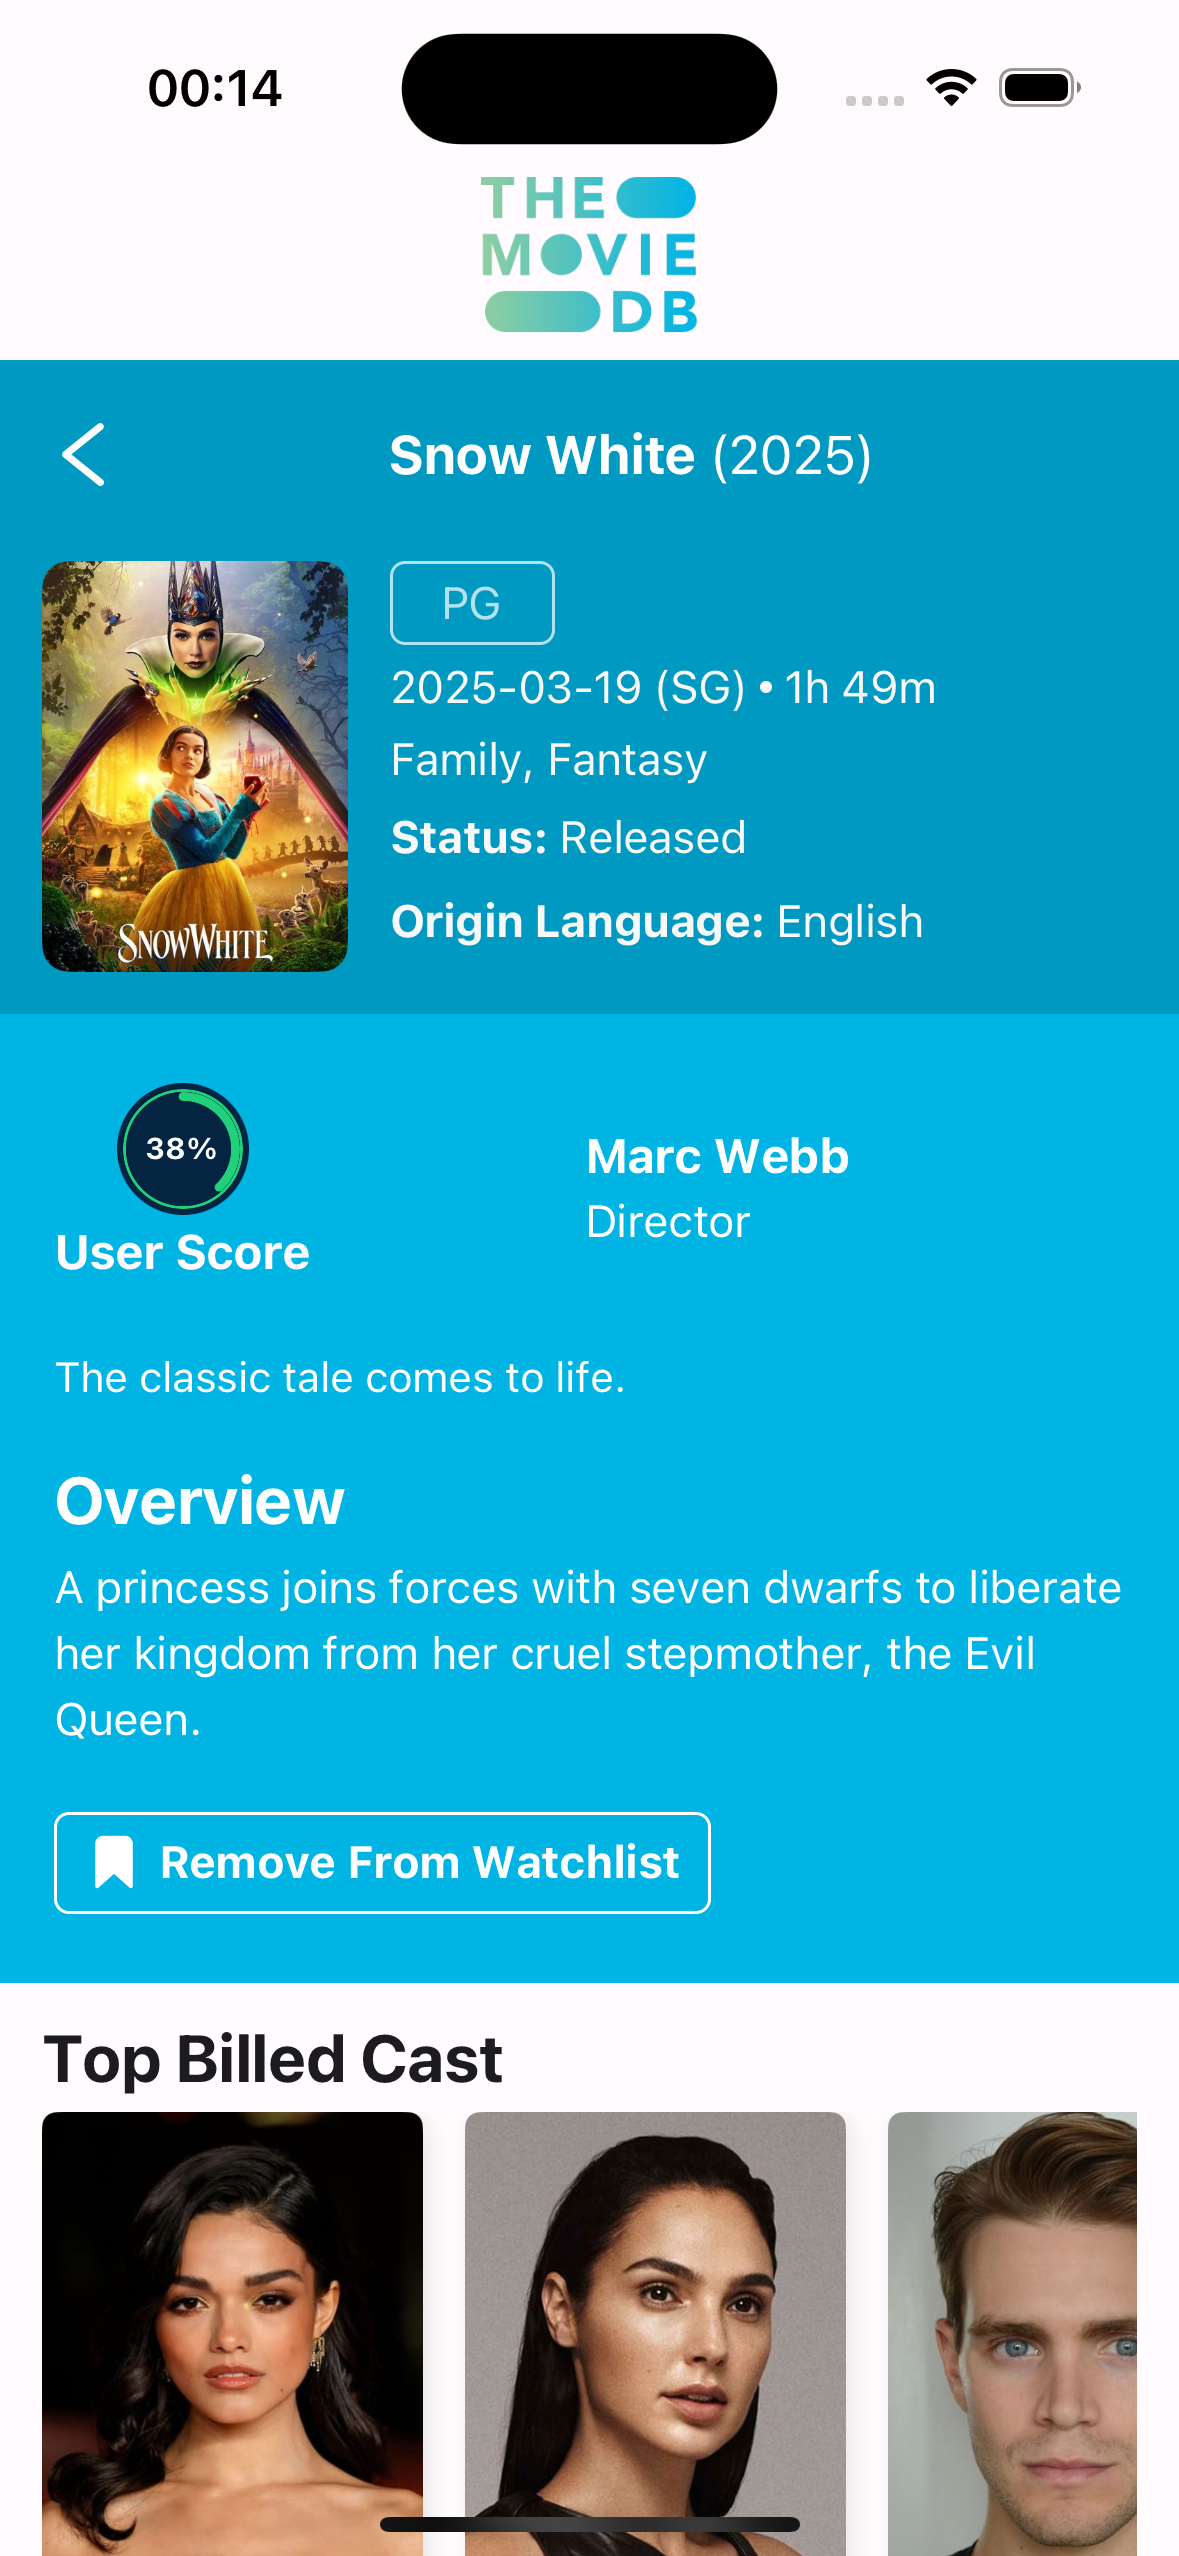 00:14
THE
MOVIE
DB
Snow White (2025)
PG
2025-03-19 (SG) • 1h 49m
Family, Fantasy
Status: Released
Origin Language: English
SNOW WHITE
38%
User Score
Marc Webb
Director
The classic tale comes to life.
Overview
A princess joins forces with seven dwarfs to liberate
her kingdom from her cruel stepmother, the Evil
Queen.
Remove From Watchlist
Top Billed Cast